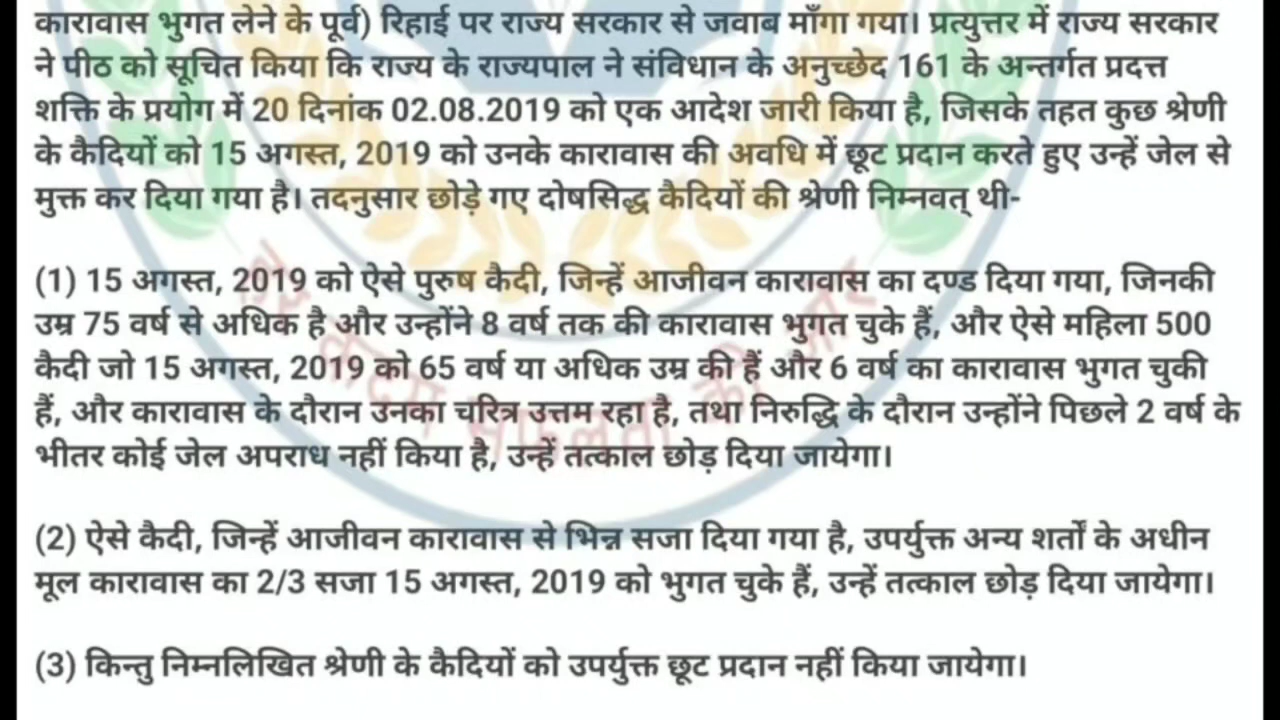 कारावास भुगत लेने के पूर्व) रिहाई पर राज्य सरकार से जवाब माँगा गया। प्रत्युत्तर में राज्य सरकार
ने पीठ को सूचित किया कि राज्य के राज्यपाल ने संविधान के अनुच्छेद 161 के अन्तर्गत प्रदत्त
शक्ति के प्रयोग में 20 दिनांक 02.08.2019 को एक आदेश जारी किया है, जिसके तहत कुछ श्रेणी
के कैदियों को 15 अगस्त, 2019 को उनके कारावास की अवधि में छूट प्रदान करते हुए उन्हें जेल से
मुक्त कर दिया गया है। तदनुसार छोड़े गए दोषसिद्ध कैदियों की श्रेणी निम्नवत् थी-
(1) 15 अगस्त, 2019 को ऐसे पुरुष कैदी, जिन्हें आजीवन कारावास का दण्ड दिया गया, जिनकी
उम्र 75 वर्ष से अधिक है और उन्होंने 8 वर्ष तक की कारावास भुगत चुके हैं, और ऐसे महिला 500
कैदी जो 15 अगस्त, 2019 को 65 वर्ष या अधिक उम्र की हैं और 6 वर्ष का कारावास भुगत चुकी
हैं, और कारावास के दौरान उनका चरित्र उत्तम रहा है, तथा निरुद्धि के दौरान उन्होंने पिछले 2 वर्ष के
भीतर कोई जेल अपराध नहीं किया है, उन्हें तत्काल छोड़ दिया जायेगा।
(2) ऐसे कैदी, जिन्हें आजीवन कारावास से भिन्न सजा दिया गया है, उपर्युक्त अन्य शर्तों के अधीन
मूल कारावास का 2/3 सजा 15 अगस्त, 2019 को भुगत चुके हैं, उन्हें तत्काल छोड़ दिया जायेगा।
(3) किन्तु निम्नलिखित श्रेणी के कैदियों को उपर्युक्त छूट प्रदान नहीं किया जायेगा।
हर कदम सफलता की ओर